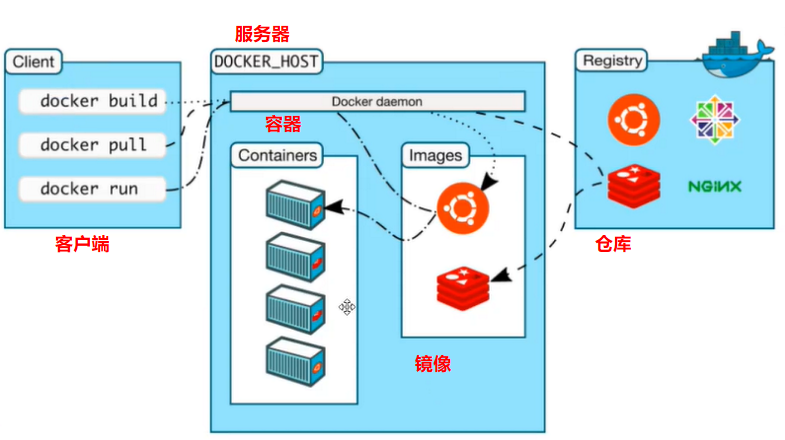 服务器
Client
DOCKER_HOST
Registry
docker build
Docker daemon
docker pull
容器
Containers
Images
docker run
NGINX
客户端
仓库
镜像